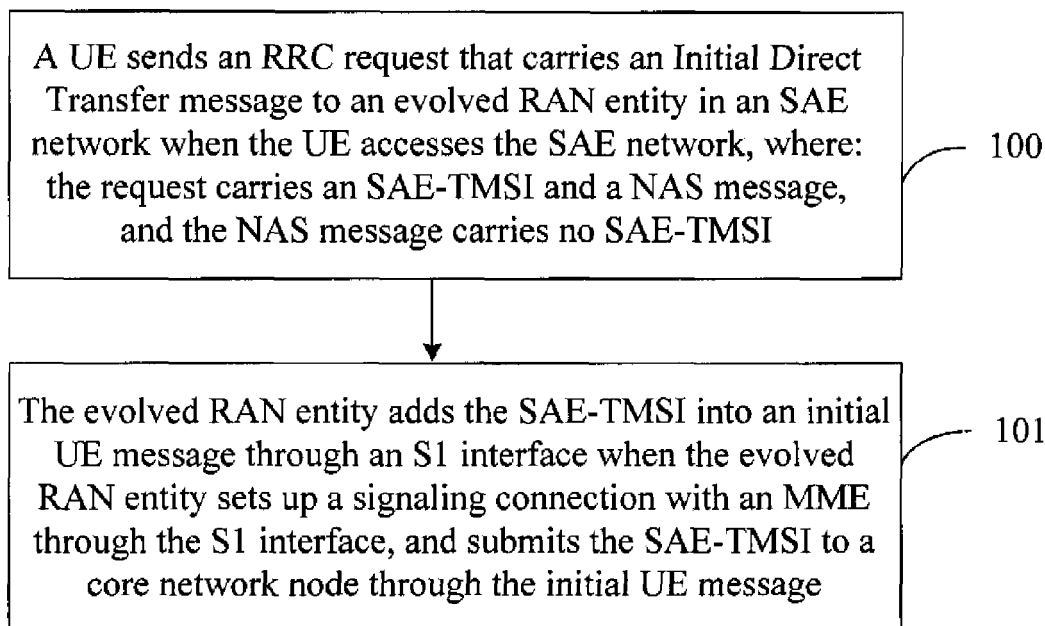 A UE sends an RRC request that carries an Initial Direct
Transfer message to an evolved RAN entity in an SAE
network when the UE accesses the SAE network, where:
the request carries an SAE-TMSI and a NAS message,
and the NAS message carries no SAE-TMSI
100
The evolved RAN entity adds the SAE-TMSI into an initial
UE message through an S1 interface when the evolved
RAN entity sets up a signaling connection with an MME
through the S1 interface, and submits the SAE-TMSI to a
core network node through the initial UE message
101